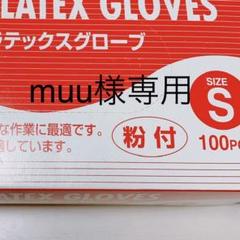 LATEX GLOVES
ラテックスグローブ
muu様専用
SIZE
S
な作業に最適です。
適しています。
粉付
100PC